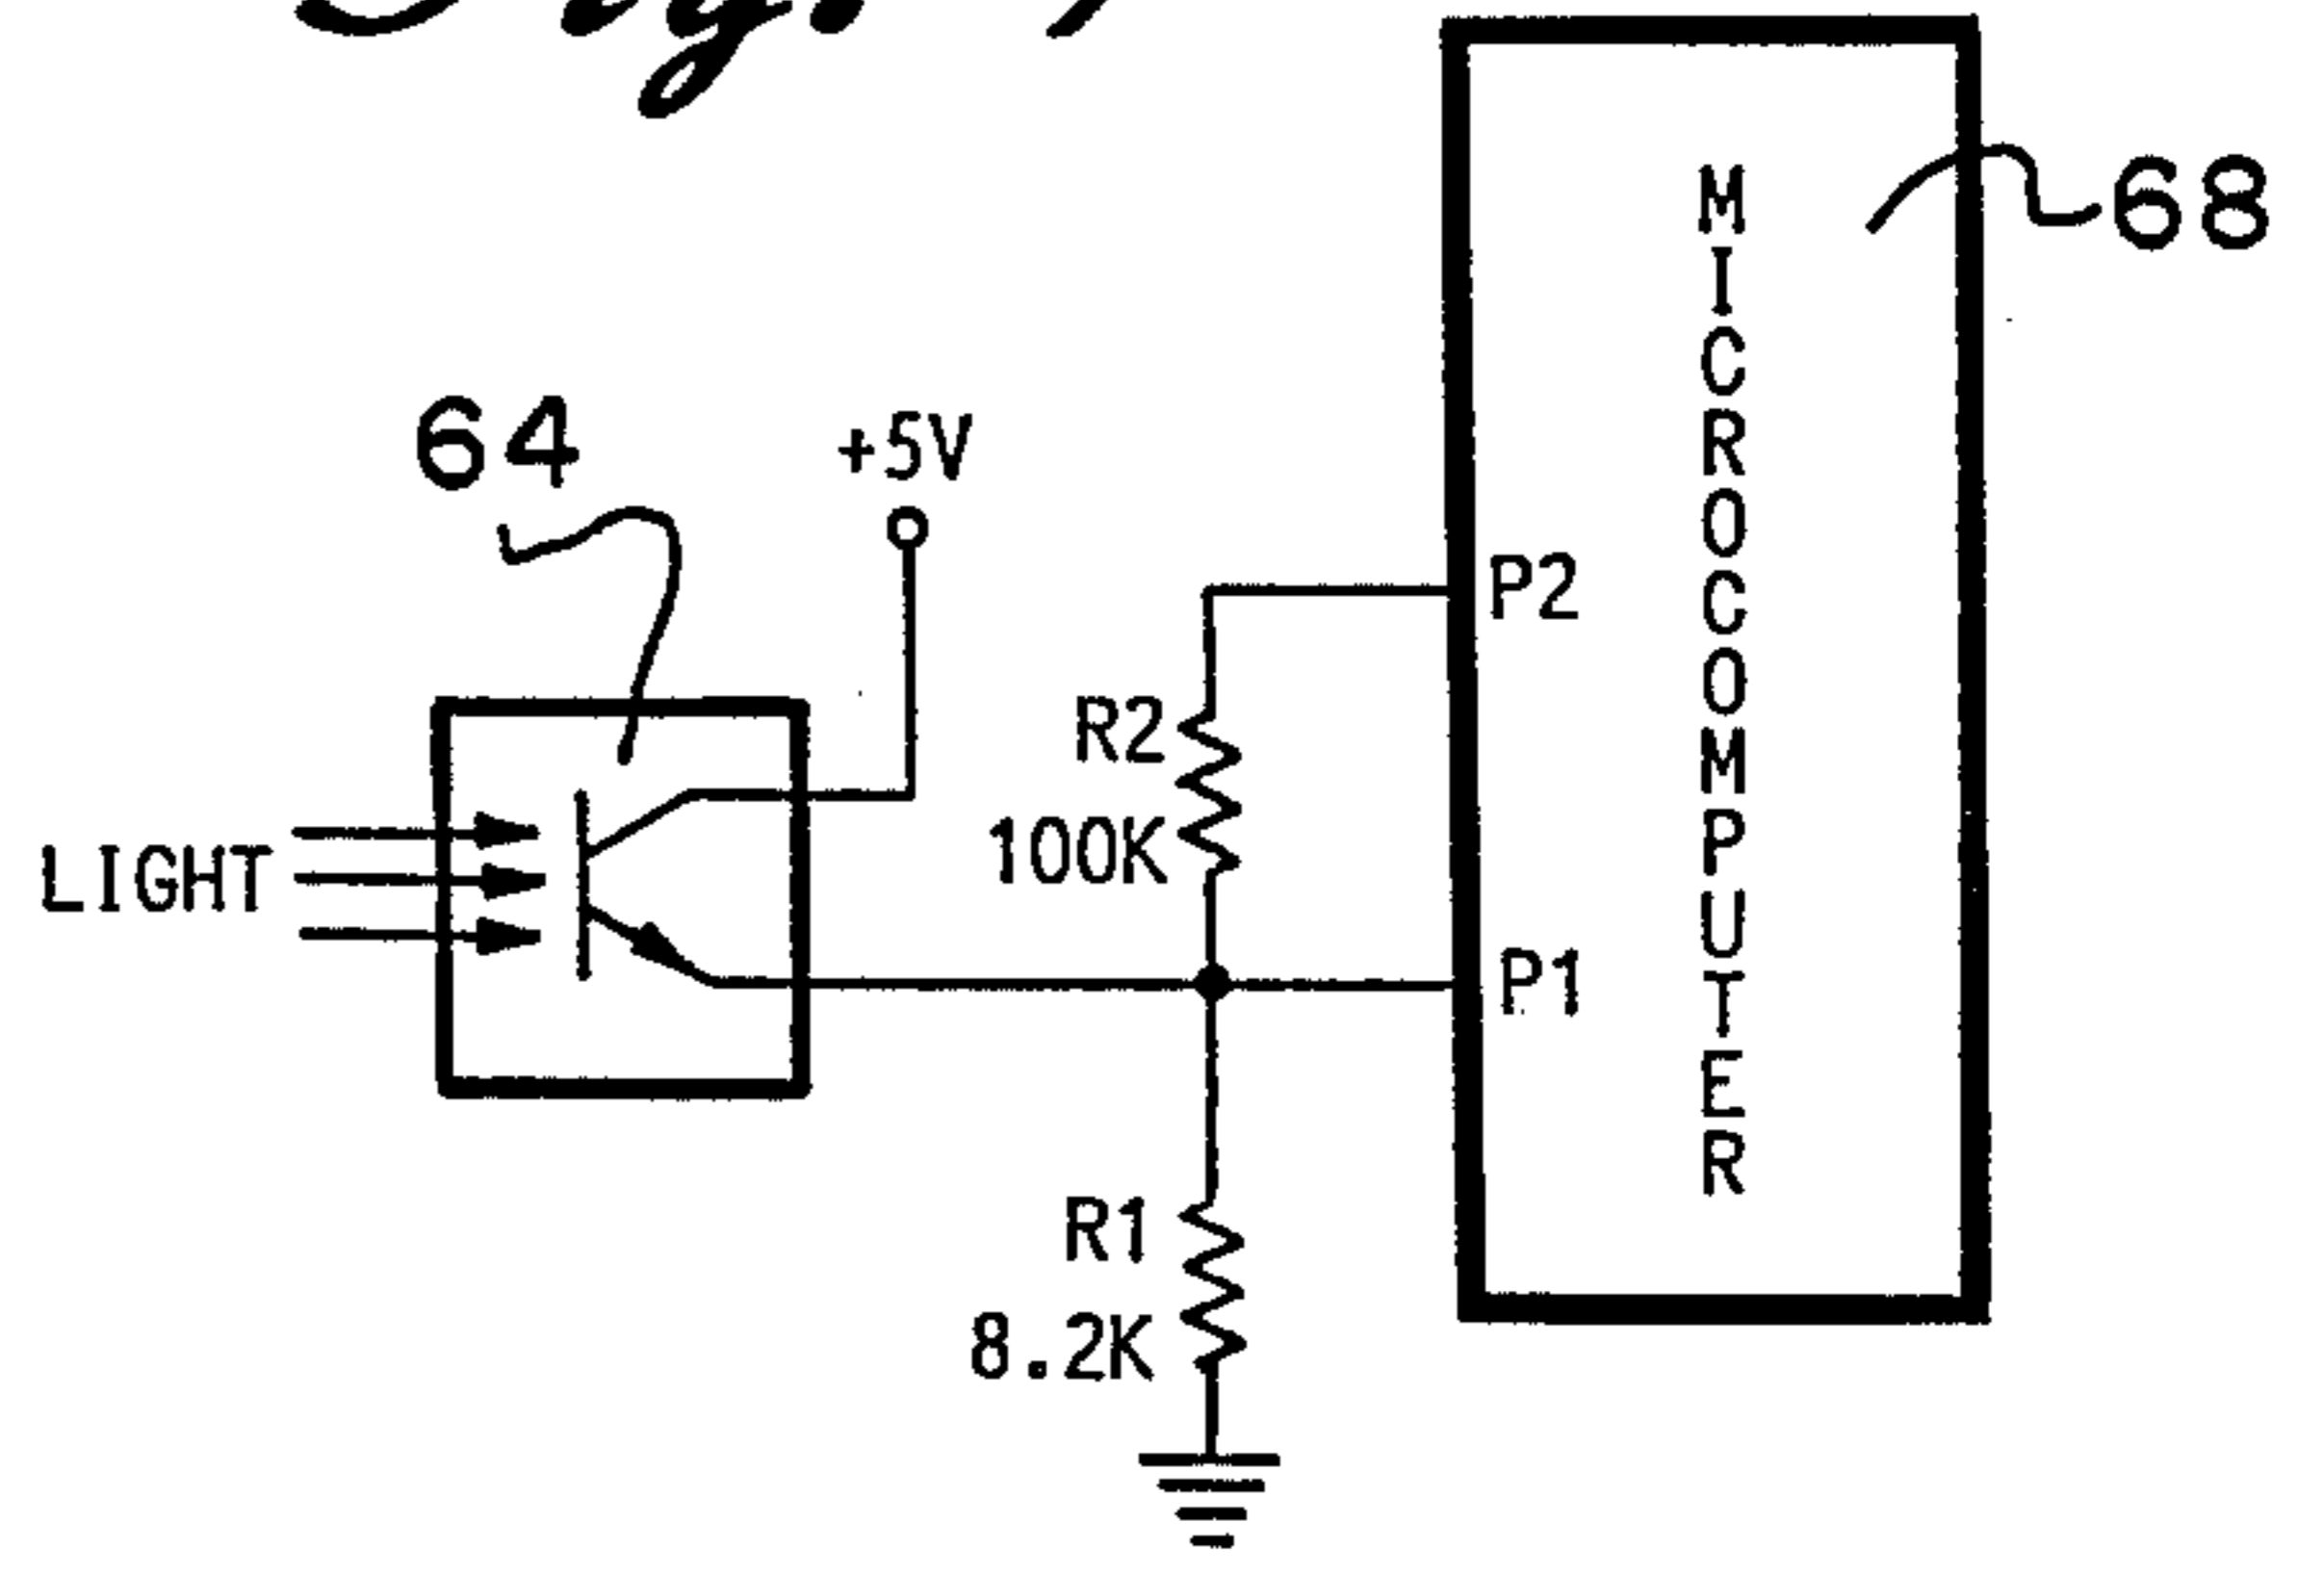 68
MICROCOMPUTER
64
+5V
P2
R2
100K
LIGHT
P1
R1
8.2K